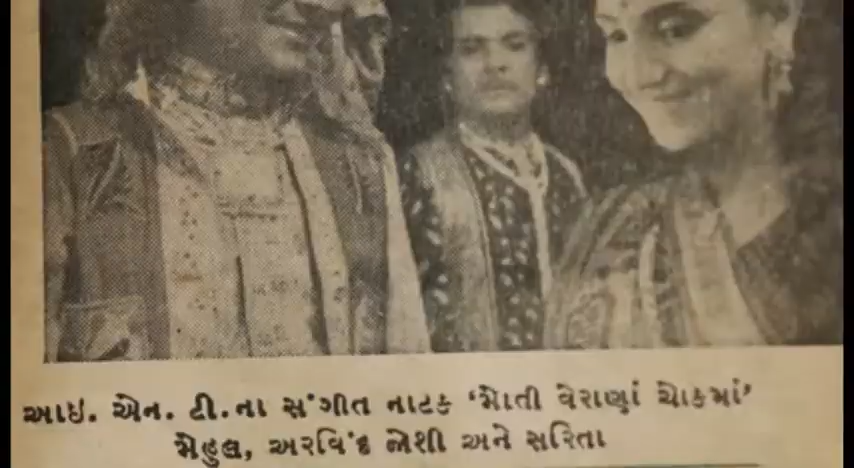 આઇ. એન. ટી.ના સંગીત નાટક ‘મોતી વેરાણાં ચોકમાં’
મેહુલ, અરવિંદ જોશી અને સરિતા